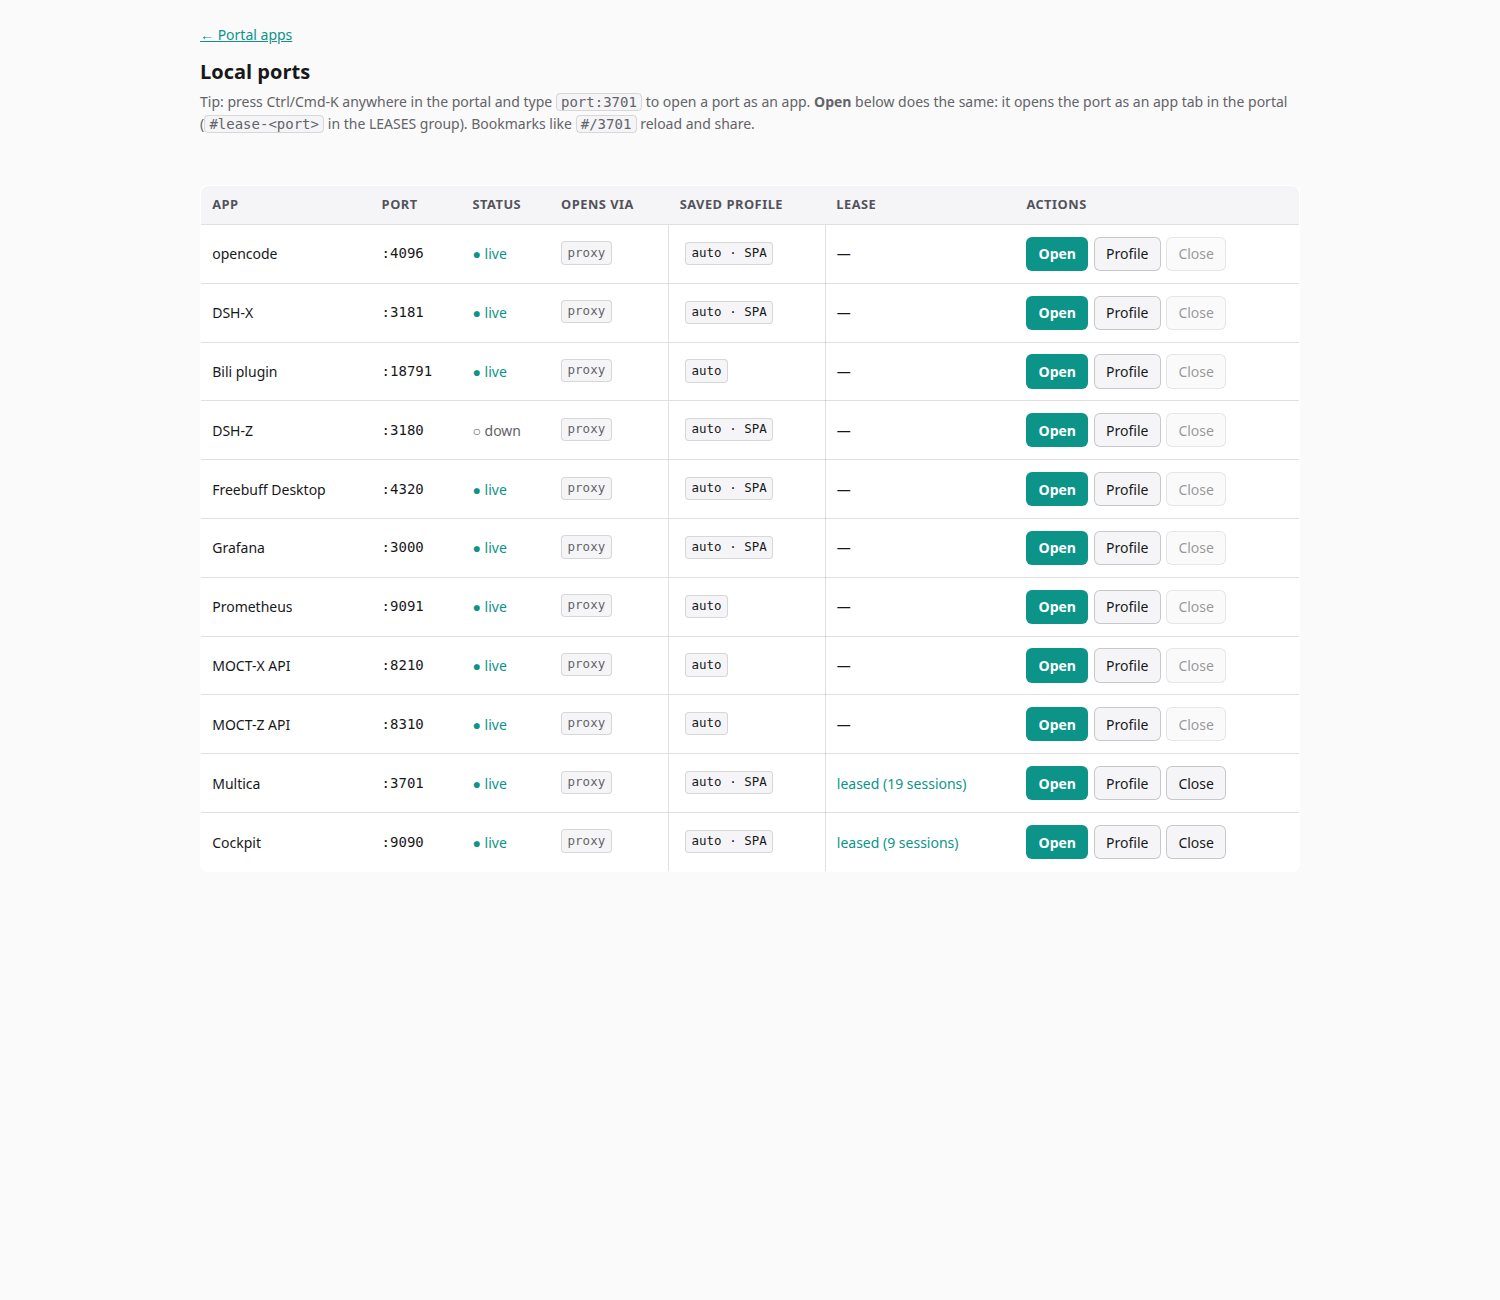 ← Portal apps
Local ports
Tip: press Ctrl/Cmd-K anywhere in the portal and type port:3701 to open a port as an app. Open below does the same: it opens the port as an app tab in the portal
(#lease-<port> in the LEASES group). Bookmarks like #/3701 reload and share.
APP PORT STATUS OPENS VIA SAVED PROFILE LEASE ACTIONS
opencode :4096 ● live proxy auto · SPA — Open Profile Close
DSH-X :3181 ● live proxy auto · SPA — Open Profile Close
Bili plugin :18791 ● live proxy auto — Open Profile Close
DSH-Z :3180 ○ down proxy auto · SPA — Open Profile Close
Freebuff Desktop :4320 ● live proxy auto · SPA — Open Profile Close
Grafana :3000 ● live proxy auto · SPA — Open Profile Close
Prometheus :9091 ● live proxy auto — Open Profile Close
MOCT-X API :8210 ● live proxy auto — Open Profile Close
MOCT-Z API :8310 ● live proxy auto — Open Profile Close
Multica :3701 ● live proxy auto · SPA leased (19 sessions) Open Profile Close
Cockpit :9090 ● live proxy auto · SPA leased (9 sessions) Open Profile Close